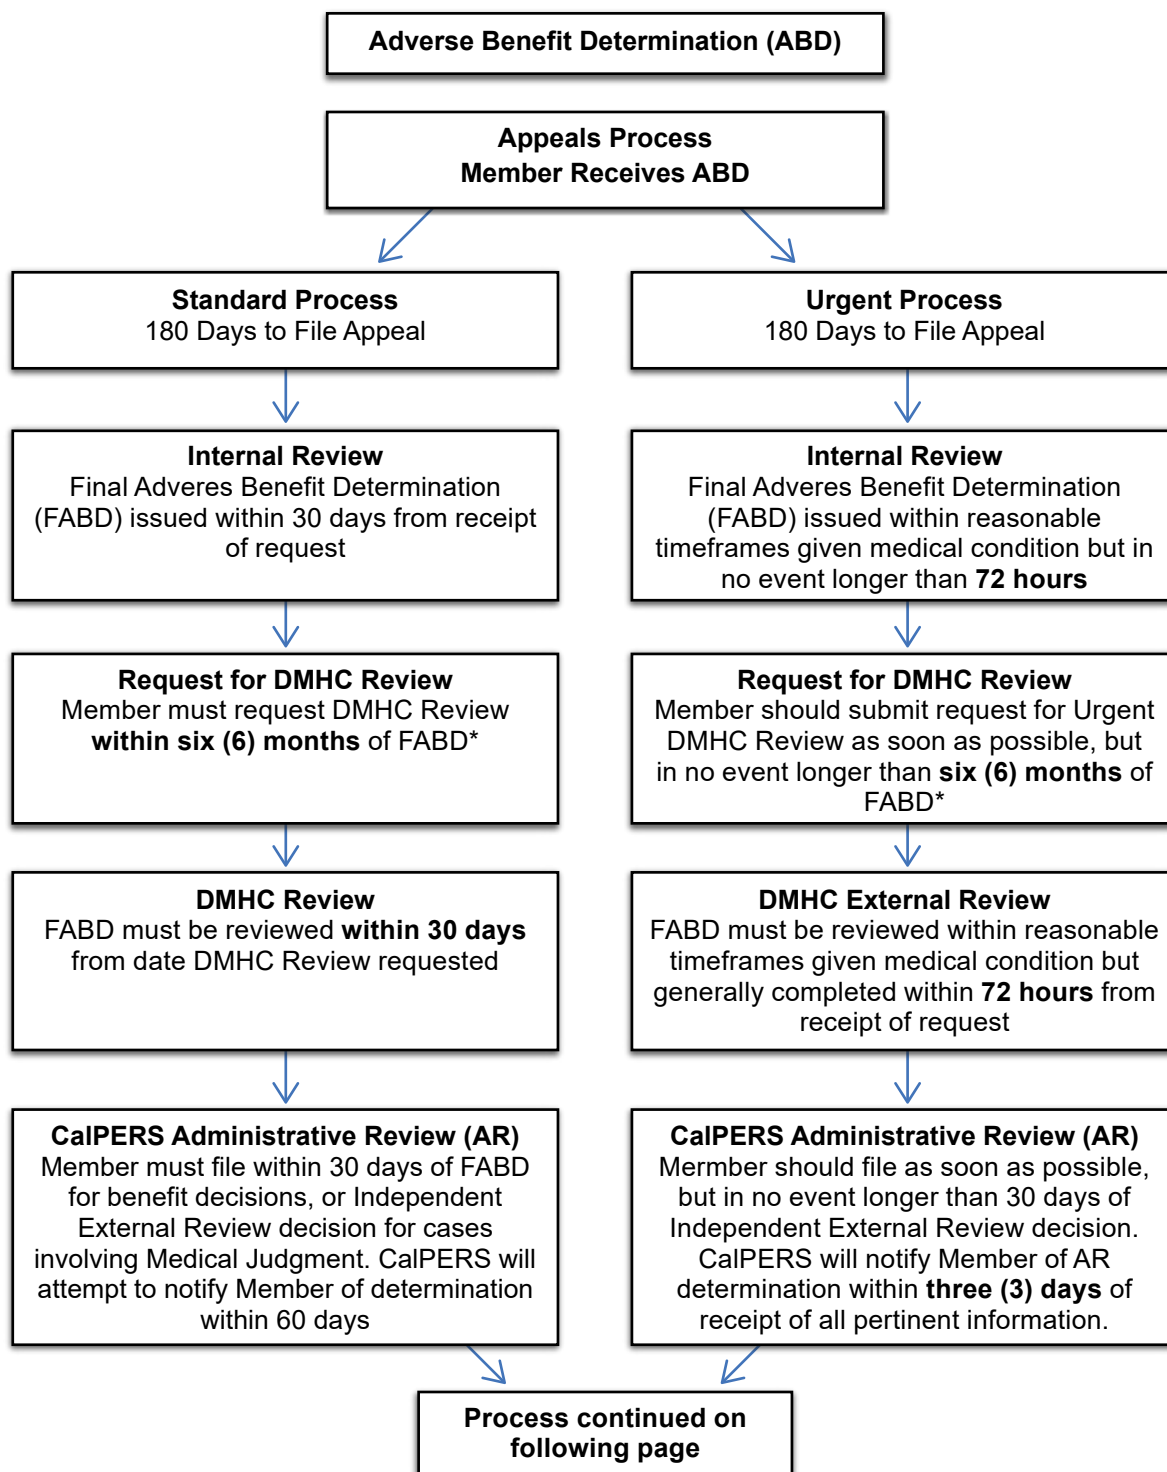 Adverse Benefit Determination (ABD)
Appeals Process
Member Receives ABD
Standard Process
180 Days to File Appeal
Urgent Process
180 Days to File Appeal
Internal Review
Final Adveres Benefit Determination
(FABD) issued within 30 days from receipt
of request
Internal Review
Final Adveres Benefit Determination
(FABD) issued within reasonable
timeframes given medical condition but in
no event longer than 72 hours
Request for DMHC Review
Member must request DMHC Review
within six (6) months of FABD*
Request for DMHC Review
Member should submit request for Urgent
DMHC Review as soon as possible, but
in no event longer than six (6) months of
FABD*
DMHC Review
FABD must be reviewed within 30 days
from date DMHC Review requested
DMHC External Review
FABD must be reviewed within reasonable
timeframes given medical condition but
generally completed within 72 hours from
receipt of request
CalPERS Administrative Review (AR)
Member must file within 30 days of FABD
for benefit decisions, or Independent
External Review decision for cases
involving Medical Judgment. CalPERS will
attempt to notify Member of determination
within 60 days
CalPERS Administrative Review (AR)
Mermber should file as soon as possible,
but in no event longer than 30 days of
Independent External Review decision.
CalPERS will notify Member of AR
determination within three (3) days of
receipt of all pertinent information.
Process continued on
following page